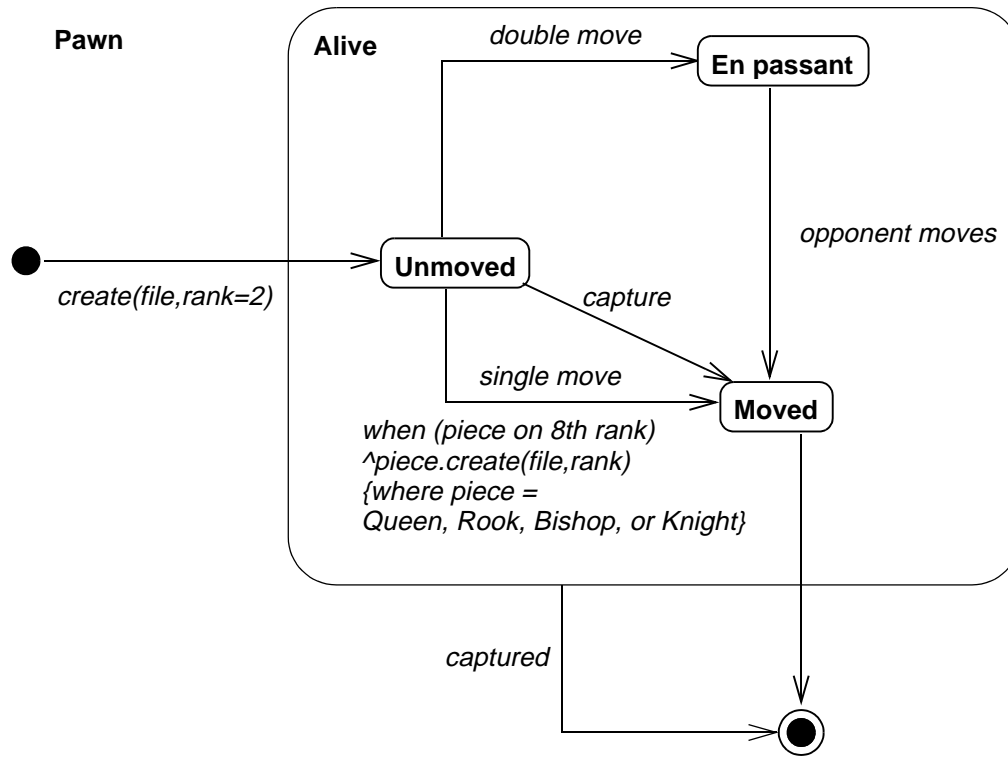 Pawn
Alive
double move
En passant
opponent moves
Unmoved
create(file,rank=2)
capture
single move
Moved
when (piece on 8th rank)
^piece.create(file,rank)
{where piece =
Queen, Rook, Bishop, or Knight}
captured